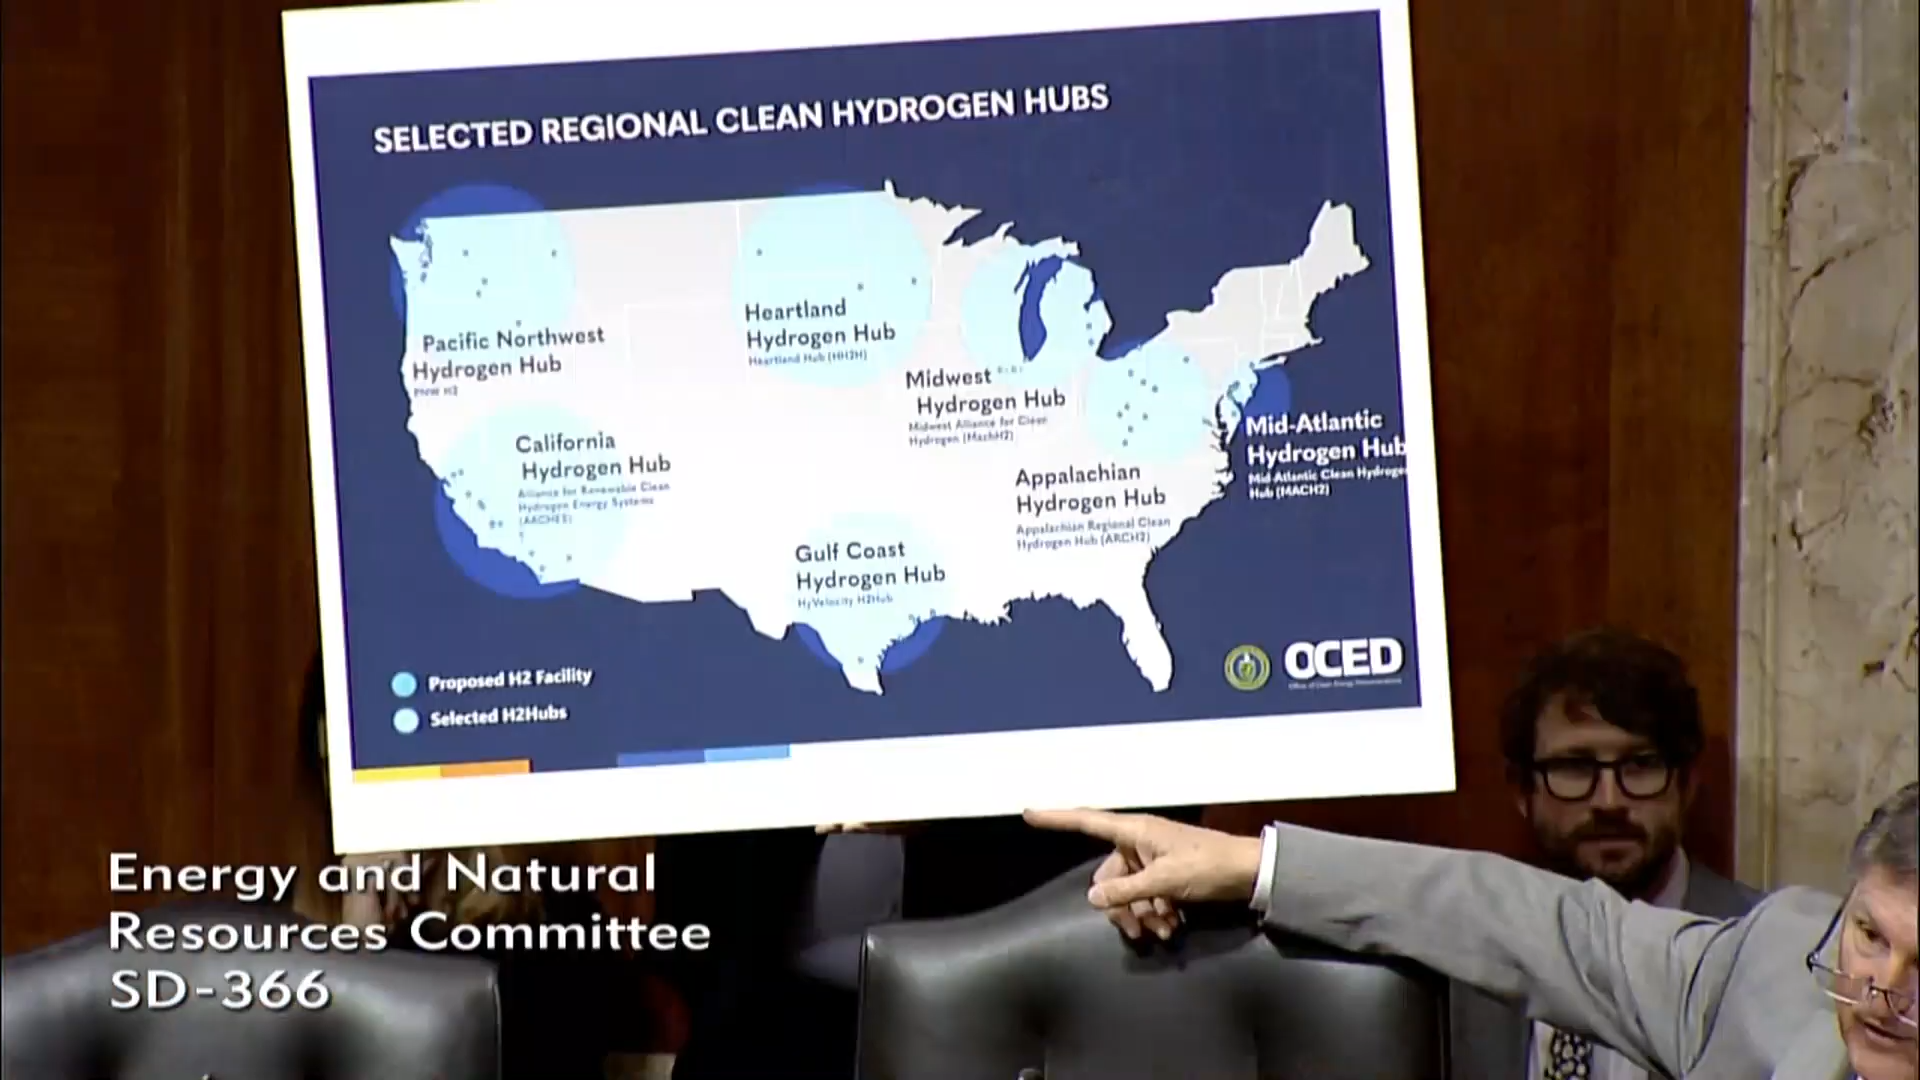 SELECTED REGIONAL CLEAN HYDROGEN HUBS
Pacific Northwest
Hydrogen Hub
PNW H2
Heartland
Hydrogen Hub
Heartland Hub (HH2H)
Midwest
Hydrogen Hub
Midwest Alliance for Clean
Hydrogen (MachH2)
Mid-Atlantic
Hydrogen Hub
Mid-Atlantic Clean Hydrogen
Hub (MACH2)
California
Hydrogen Hub
Alliance for Renewable Clean
Hydrogen Energy Systems
(ARCHES)
Appalachian
Hydrogen Hub
Appalachian Regional Clean
Hydrogen Hub (ARCH2)
Gulf Coast
Hydrogen Hub
HyVelocity H2Hub
Proposed H2 Facility
Selected H2Hubs
OCED
Energy and Natural
Resources Committee
SD-366